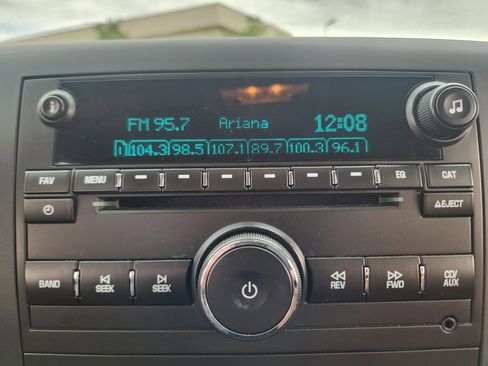 FM 95.7 Ariana 12:08
104.3 98.5 107.1 89.7 100.3 96.1
FAV MENU EQ CAT
EJECT
BAND SEEK SEEK REV FWD CD/AUX